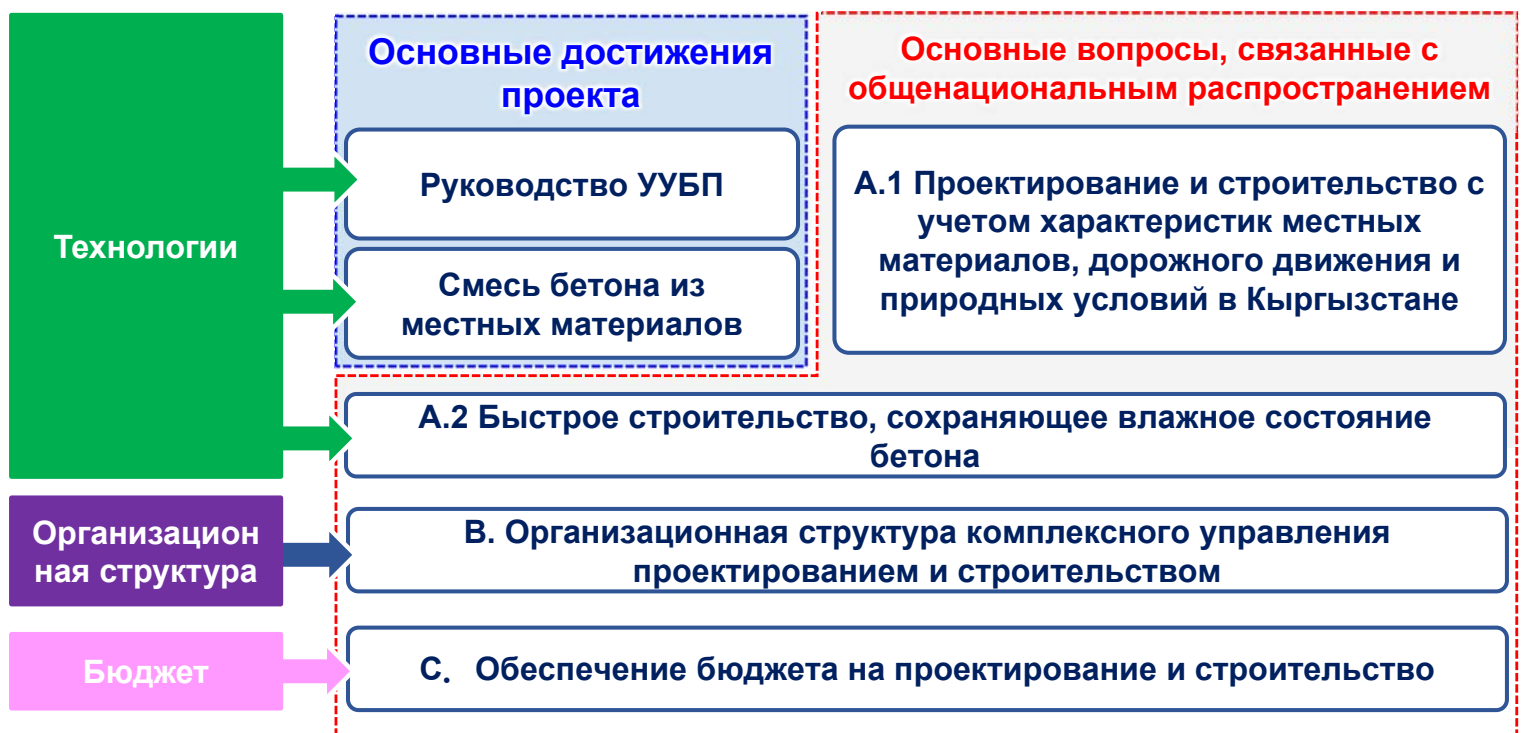 Технологии
Основные достижения
проекта
Руководство УУБП
Смесь бетона из
местных материалов
Основные вопросы, связанные с
общенациональным распространением
A.1 Проектирование и строительство с
учетом характеристик местных
материалов, дорожного движения и
природных условий в Кыргызстане
A.2 Быстрое строительство, сохраняющее влажное состояние
бетона
Организацион
ная структура
B. Организационная структура комплексного управления
проектированием и строительством
Бюджет
C. Обеспечение бюджета на проектирование и строительство